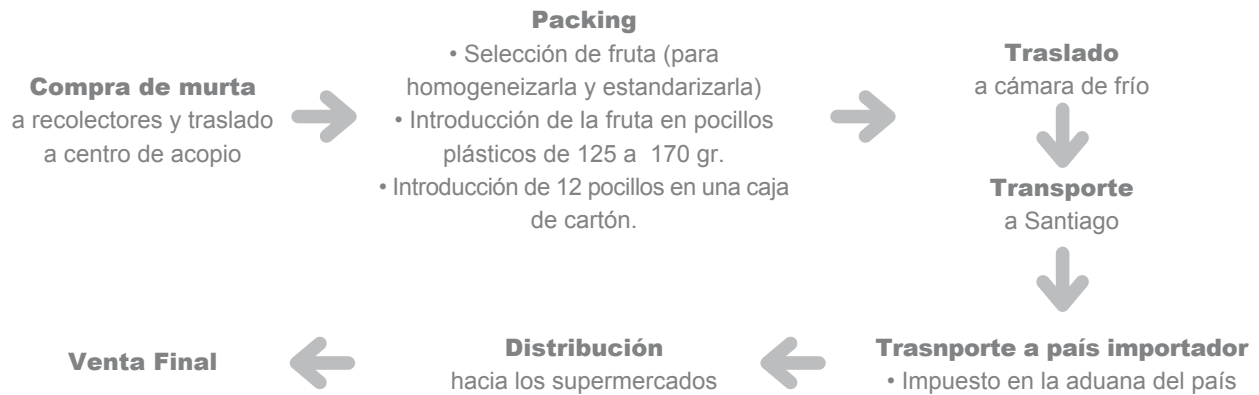 Compra de murta
a recolectores y traslado
a centro de acopio
Packing
• Selección de fruta (para
homogeneizarla y estandarizarla)
• Introducción de la fruta en pocillos
plásticos de 125 a 170 gr.
• Introducción de 12 pocillos en una caja
de cartón.
Traslado
a cámara de frío
Transporte
a Santiago
Trasnporte a país importador
• Impuesto en la aduana del país
Distribución
hacia los supermercados
Venta Final